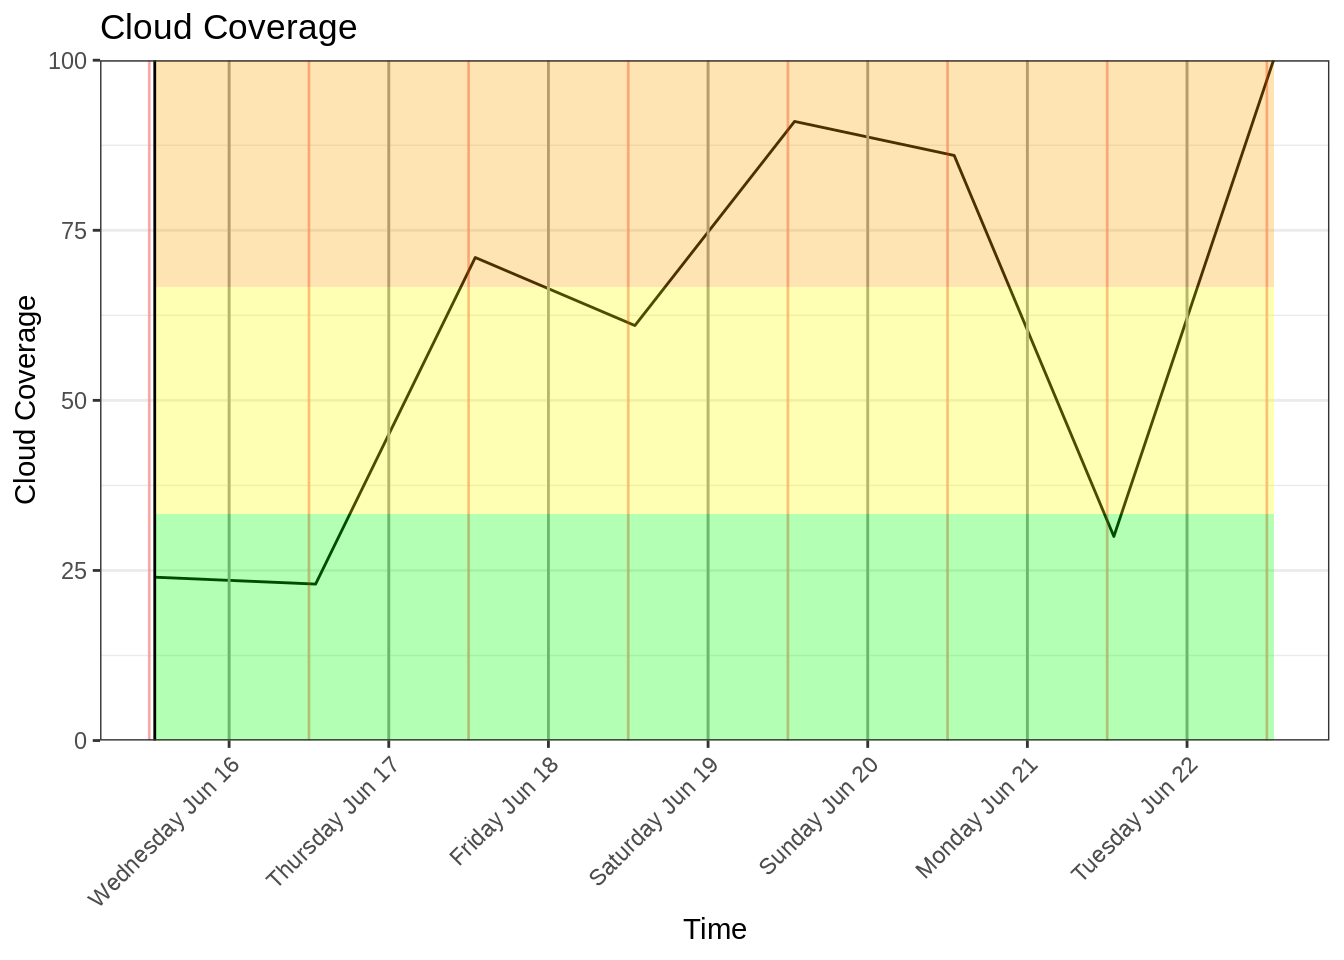 Cloud Coverage
100
75
50
25
0
Cloud Coverage
Wednesday Jun 16
Thursday Jun 17
Friday Jun 18
Saturday Jun 19
Sunday Jun 20
Monday Jun 21
Tuesday Jun 22
Time